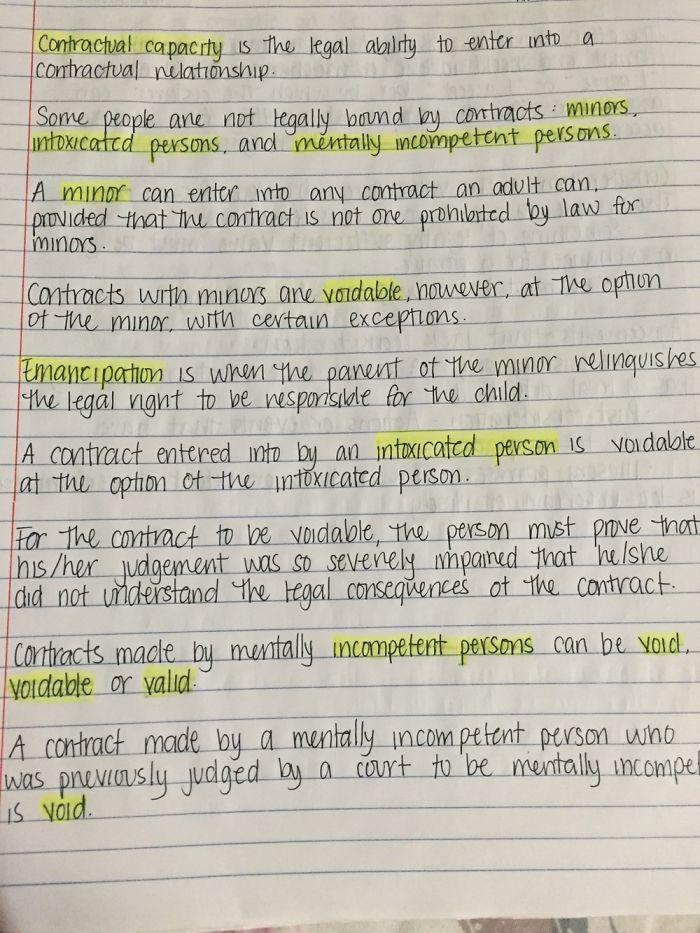 Contractual capacity is the legal ability to enter into a
contractual relationship.
Some people are not legally bound by contracts: minors,
intoxicated persons, and mentally incompetent persons.
A minor can enter into any contract an adult can,
provided that the contract is not one prohibited by law for
minors.
Contracts with minors are voidable, however, at the option
of the minor, with certain exceptions.
Emancipation is when the parent of the minor relinquishes
the legal right to be responsible for the child.
A contract entered into by an intoxicated person is voidable
at the option of the intoxicated person.
For the contract to be voidable, the person must prove that
his/her judgement was so severely impaired that he/she
did not understand the legal consequences of the contract.
Contracts made by mentally incompetent persons can be void,
voidable or valid.
A contract made by a mentally incompetent person who
was previously judged by a court to be mentally incompe
is void.